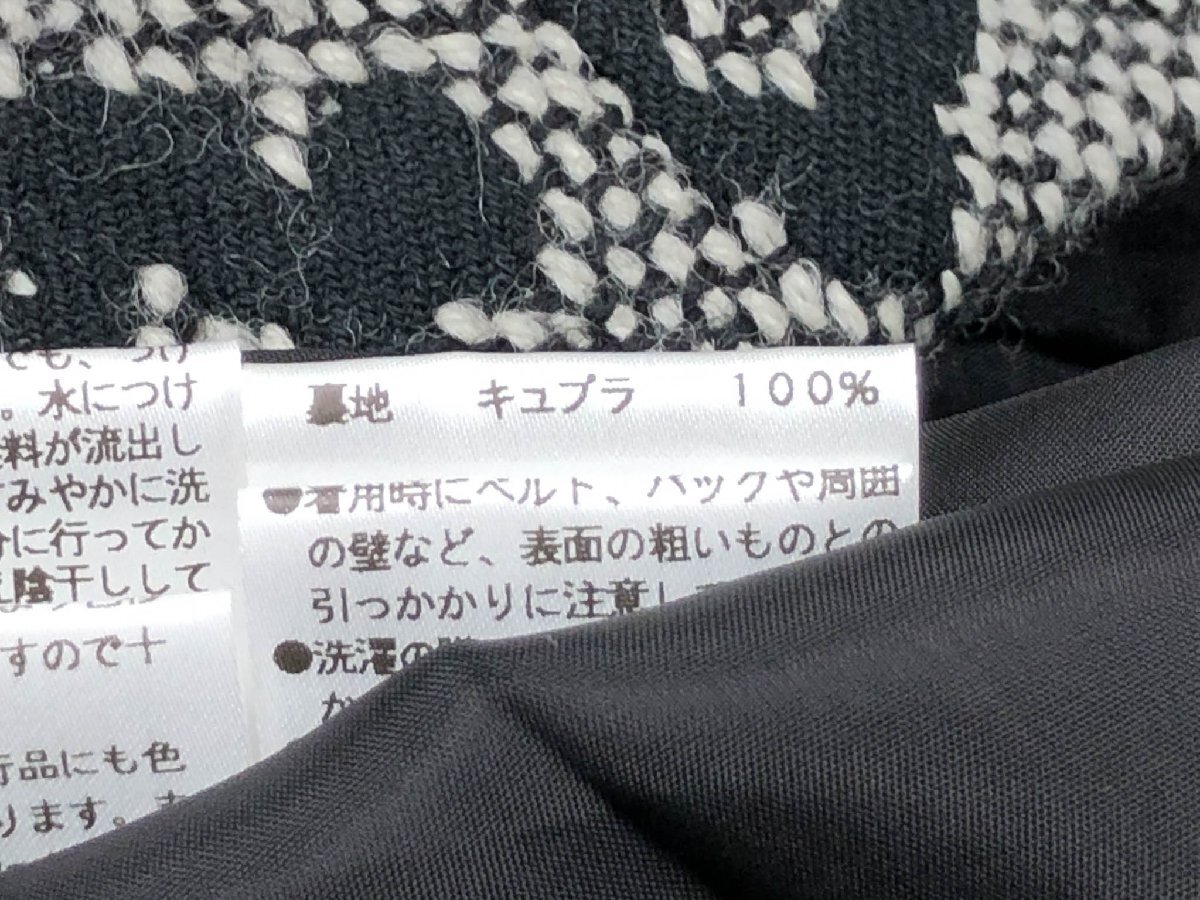 でも、つけ
。水につけ
料が流出し
すみやかに洗
に行ってか
陰干しして
すので十
行品にも色
ります。
裏地 キュプラ 100%
●着用時にベルト、バックや周囲
の壁など、表面の粗いものとの
引っかかりに注意し
●洗濯の
か